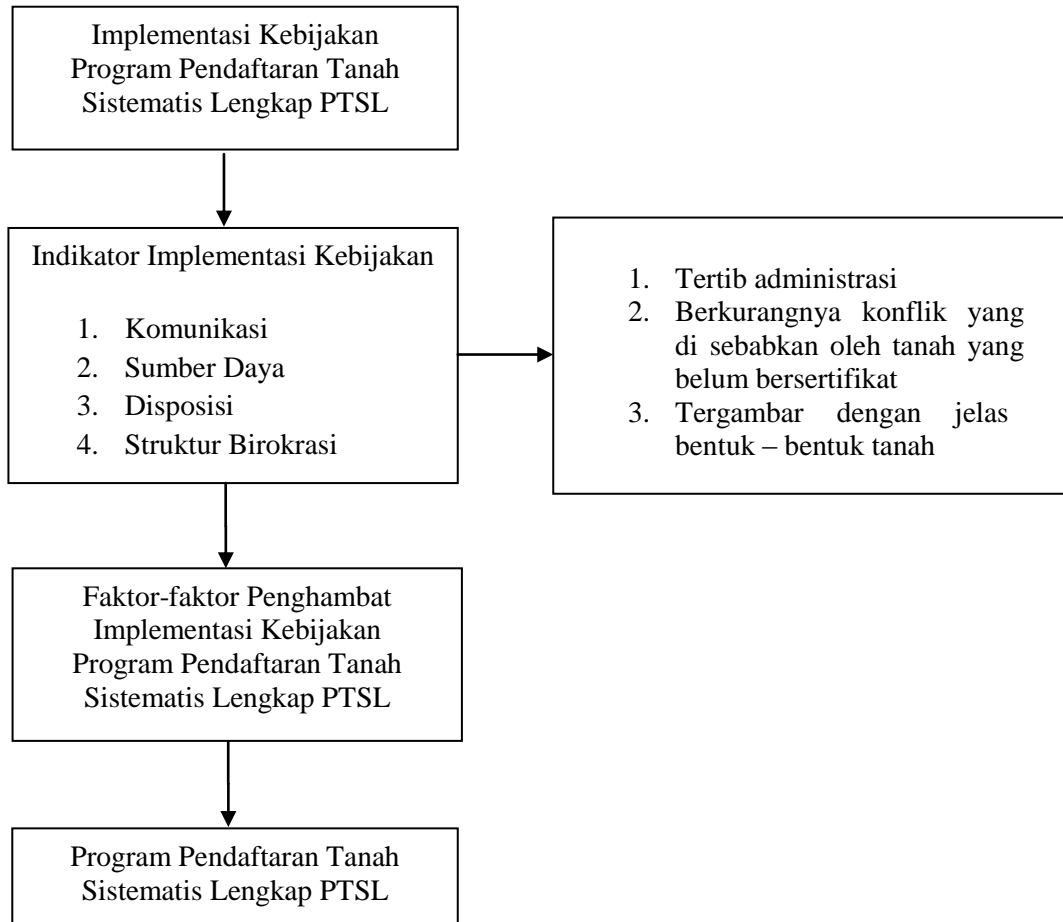 Implementasi Kebijakan
Program Pendaftaran Tanah
Sistematis Lengkap PTSL
Indikator Implementasi Kebijakan
1. Komunikasi
2. Sumber Daya
3. Disposisi
4. Struktur Birokrasi
1. Tertib administrasi
2. Berkurangnya konflik yang
di sebabkan oleh tanah yang
belum bersertifikat
3. Tergambar dengan jelas
bentuk – bentuk tanah
Faktor-faktor Penghambat
Implementasi Kebijakan
Program Pendaftaran Tanah
Sistematis Lengkap PTSL
Program Pendaftaran Tanah
Sistematis Lengkap PTSL